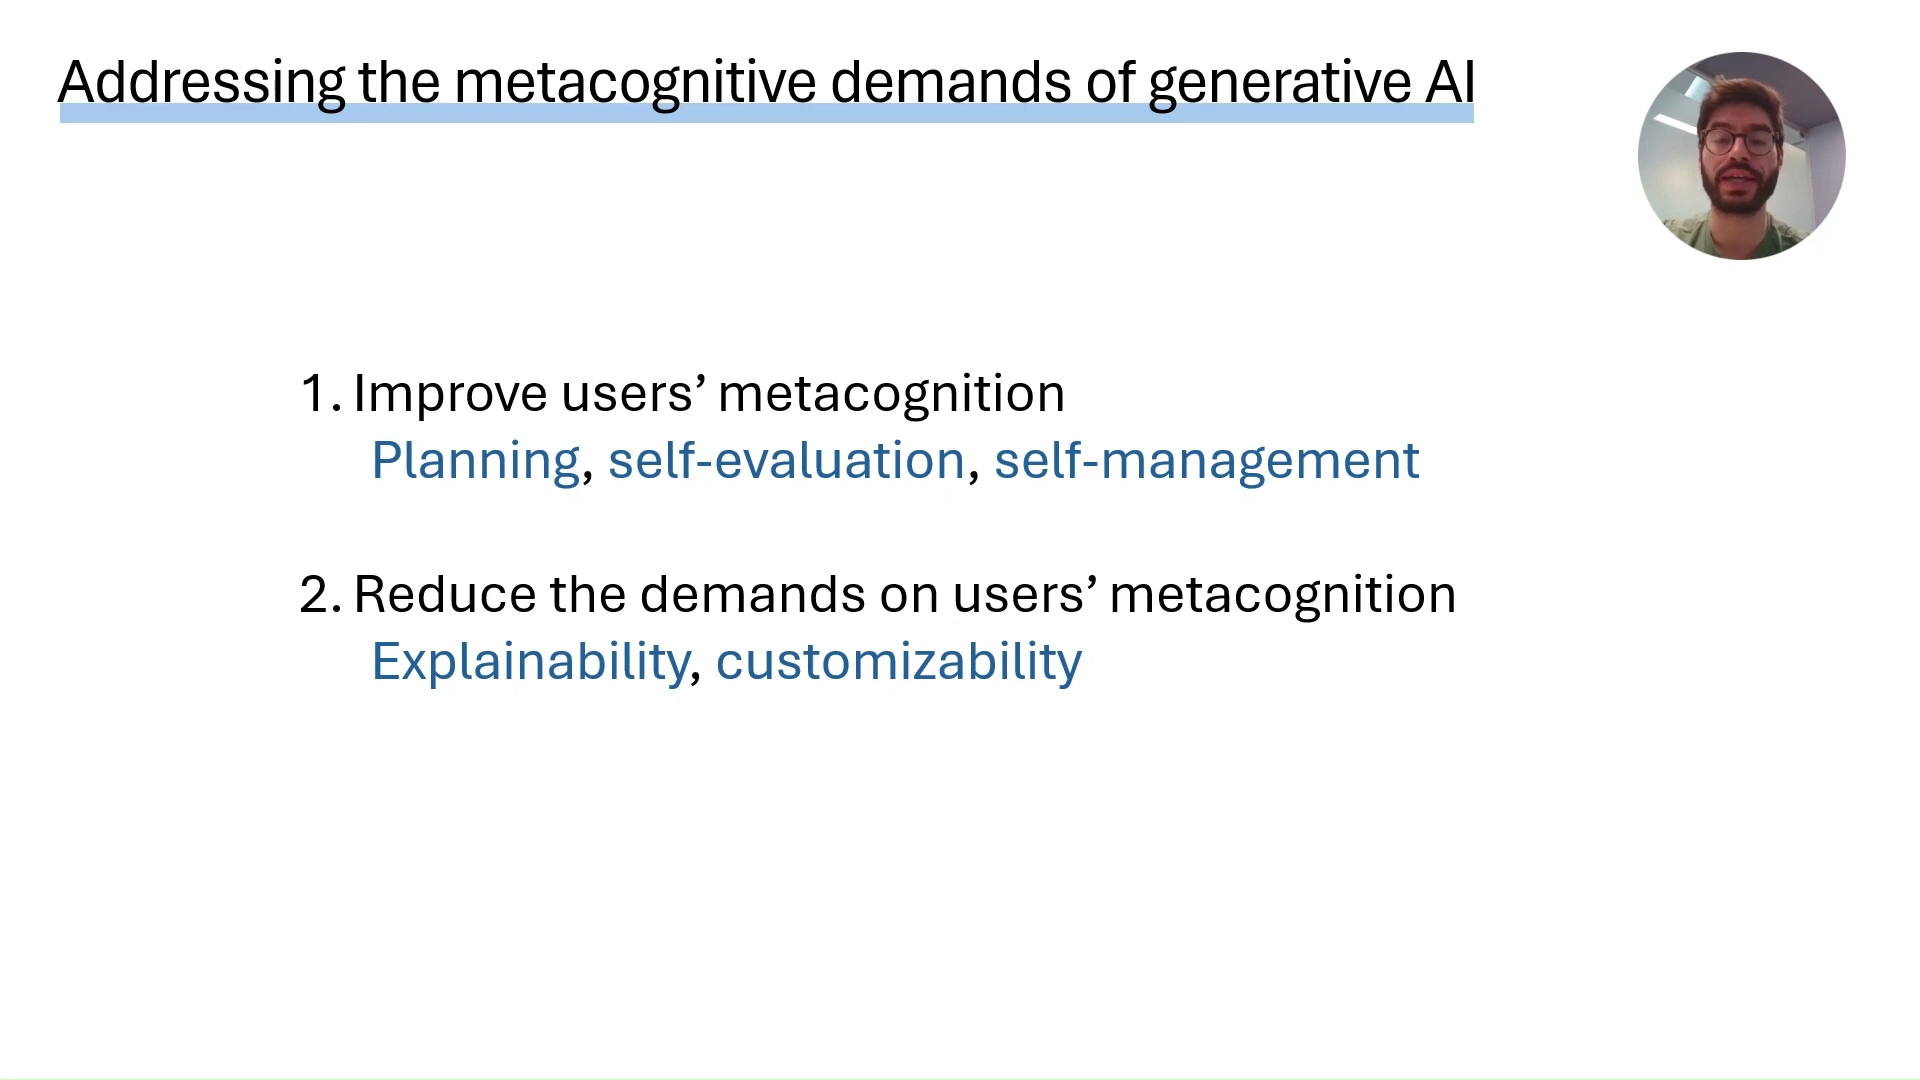 Addressing the metacognitive demands of generative AI
1. Improve users’ metacognition
Planning, self-evaluation, self-management
2. Reduce the demands on users’ metacognition
Explainability, customizability